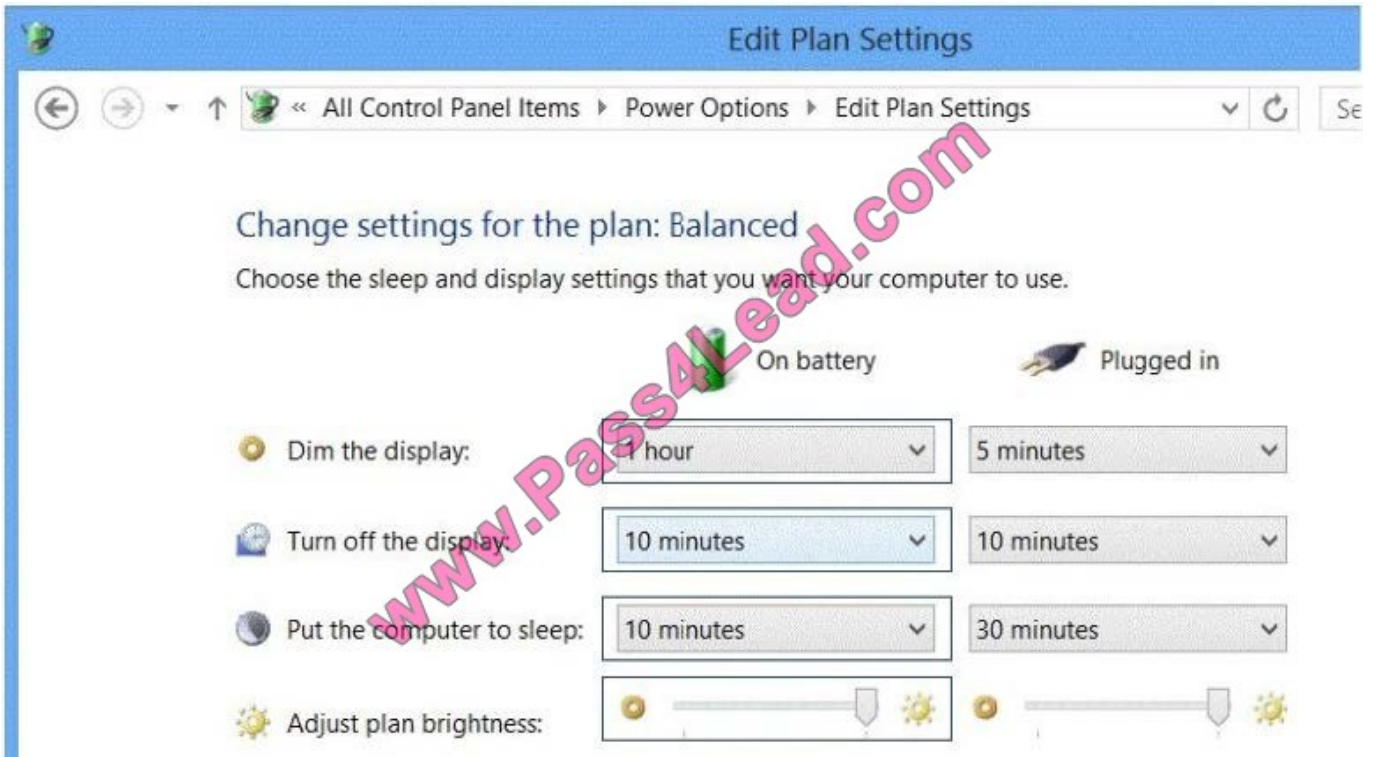 Edit Plan Settings
« All Control Panel Items Power Options Edit Plan Settings
Se
Change settings for the plan: Balanced
Choose the sleep and display settings that you want your computer to use.
On battery Plugged in
Dim the display: 1 hour 5 minutes
Turn off the display: 10 minutes 10 minutes
Put the computer to sleep: 10 minutes 30 minutes
Adjust plan brightness:
www.Pass4Lead.com